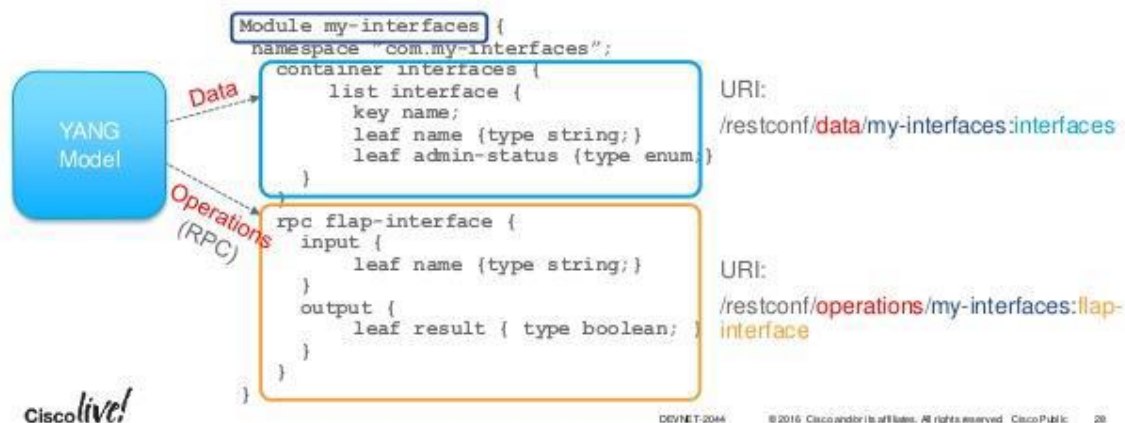 Module my-interfaces {
namespace "com.my-interfaces";
container interfaces {
list interface {
key name;
leaf name {type string;}
leaf admin-status {type enum;}
}
}
rpc flap-interface {
input {
leaf name {type string;}
}
output {
leaf result { type boolean; }
}
}
}
YANG
Model
Data
Operations
(RPC)
URI:
/restconf/data/my-interfaces:interfaces
URI:
/restconf/operations/my-interfaces:flap-
interface
Cisco live!
DEVNET-2044
© 2016 Cisco and/or its affiliates. All rights reserved. Cisco Public
28